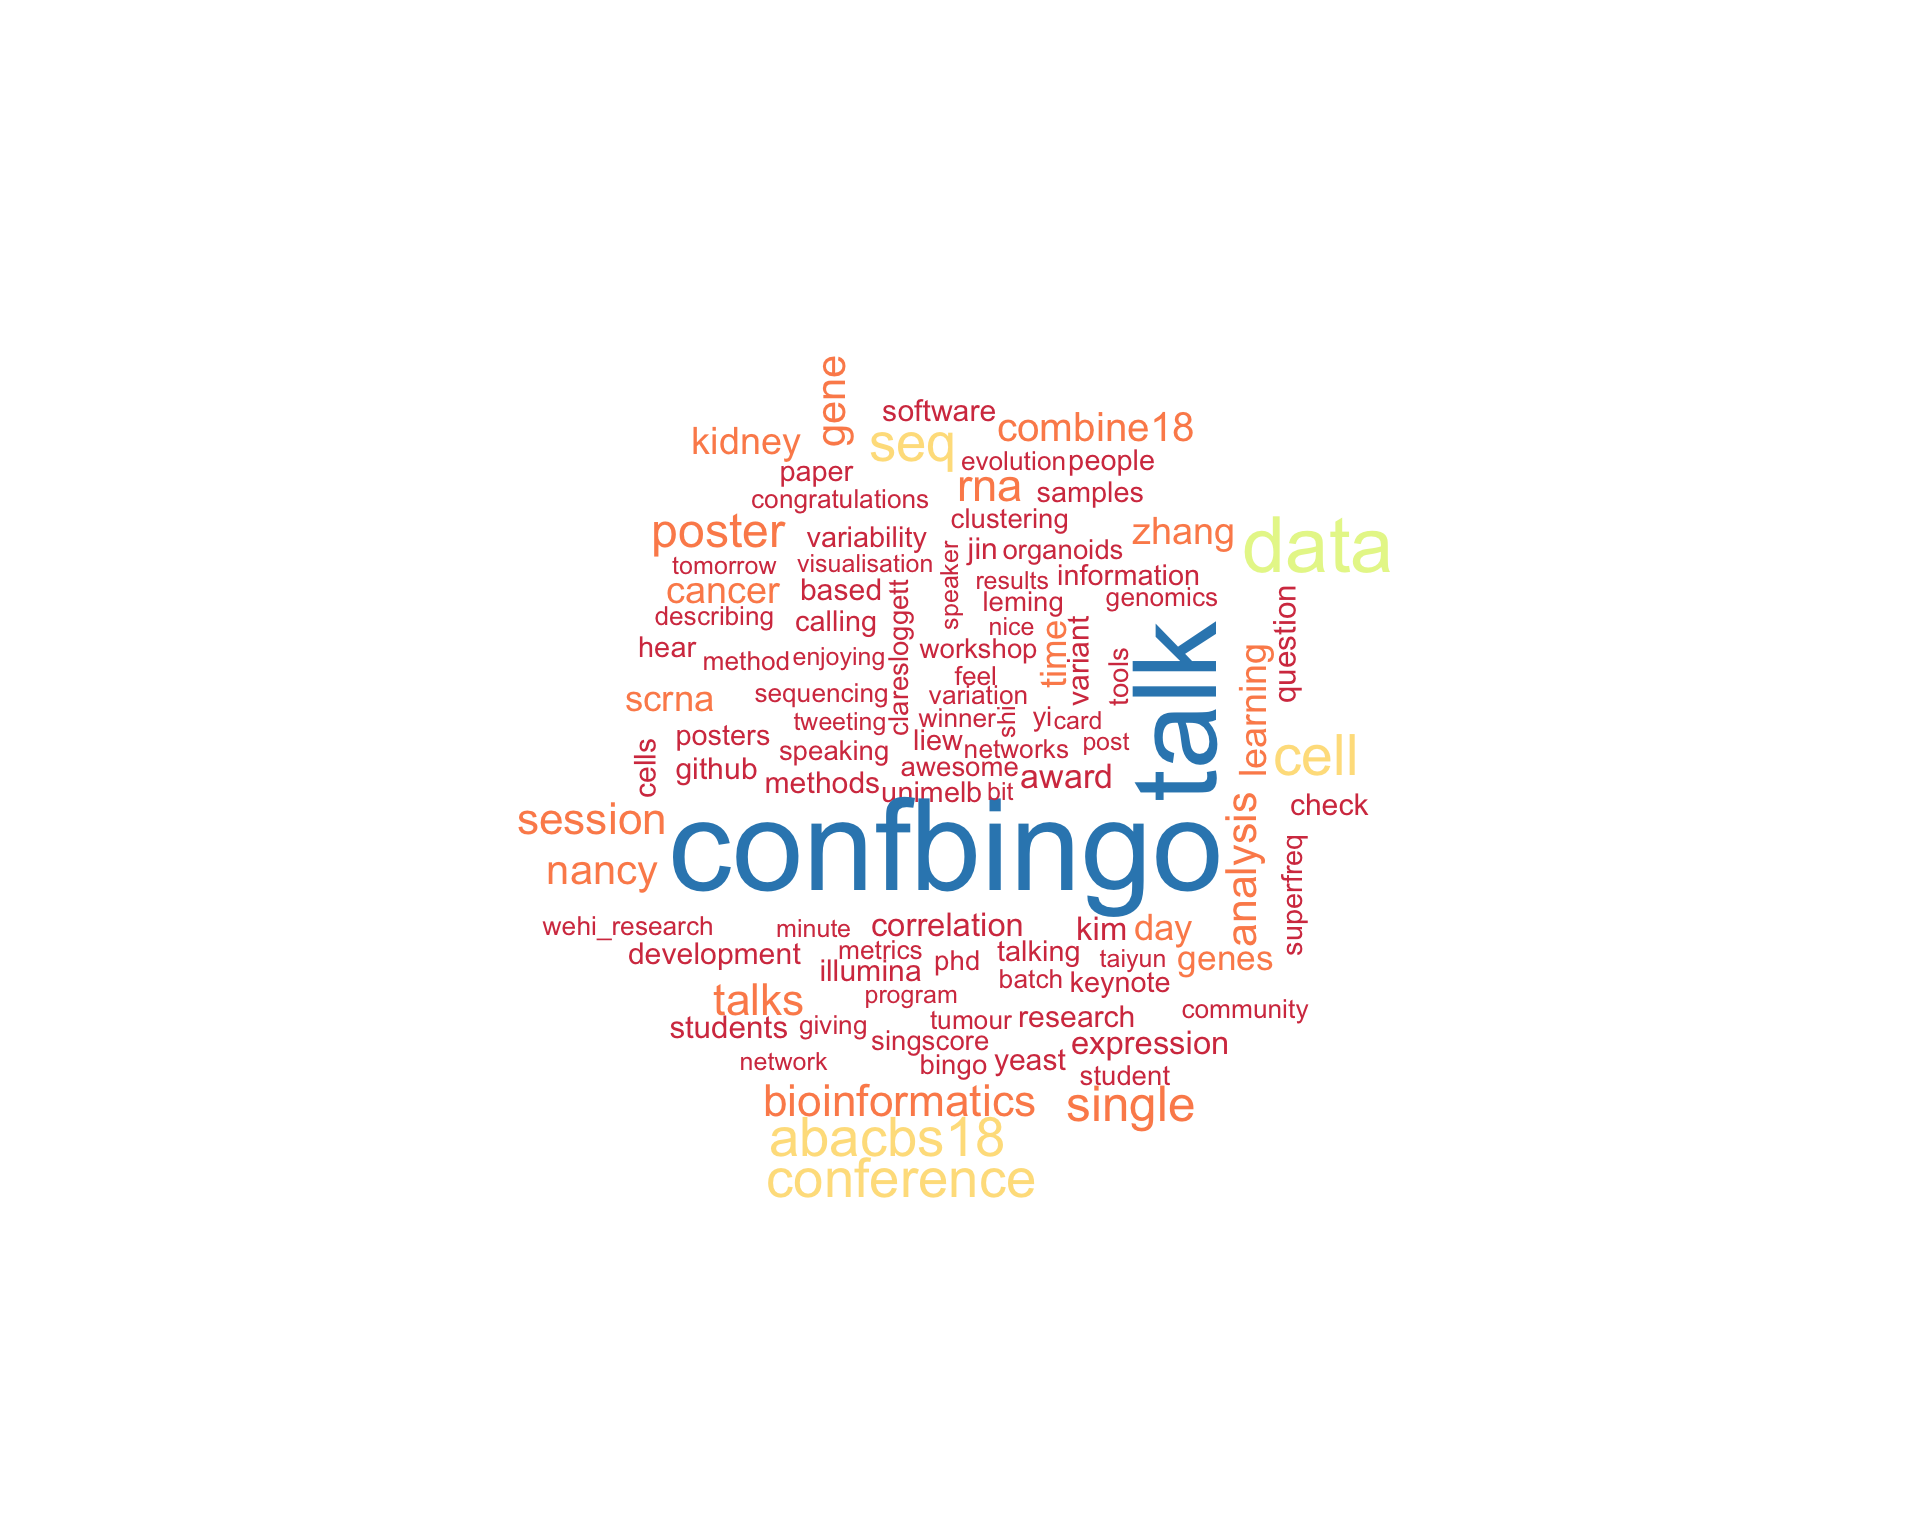 gene
software
combine18
kidney
seq
evolution
people
paper
rna
samples
congratulations
clustering
poster
variability
zhang
data
jin
organoids
tomorrow
visualisation
speaker
results
information
cancer
based
leming
genomics
describing
calling
claresloggett
nice
time
variant
talk
question
hear
method
enjoying
workshop
feel
tools
learning
scrna
sequencing
variation
tweeting
winner
shi
yi
card
posters
speaking
liew
networks
post
cell
cells
github
methods
awesome
award
unimelb
bit
session
confbingo
analysis
check
nancy
superfreq
wehi_research
minute
correlation
kim
day
development
metrics
talking
taiyun
genes
illumina
phd
batch
keynote
talks
program
community
students
giving
tumour
research
singscore
expression
network
bingo
yeast
student
bioinformatics
single
abacbs18
conference